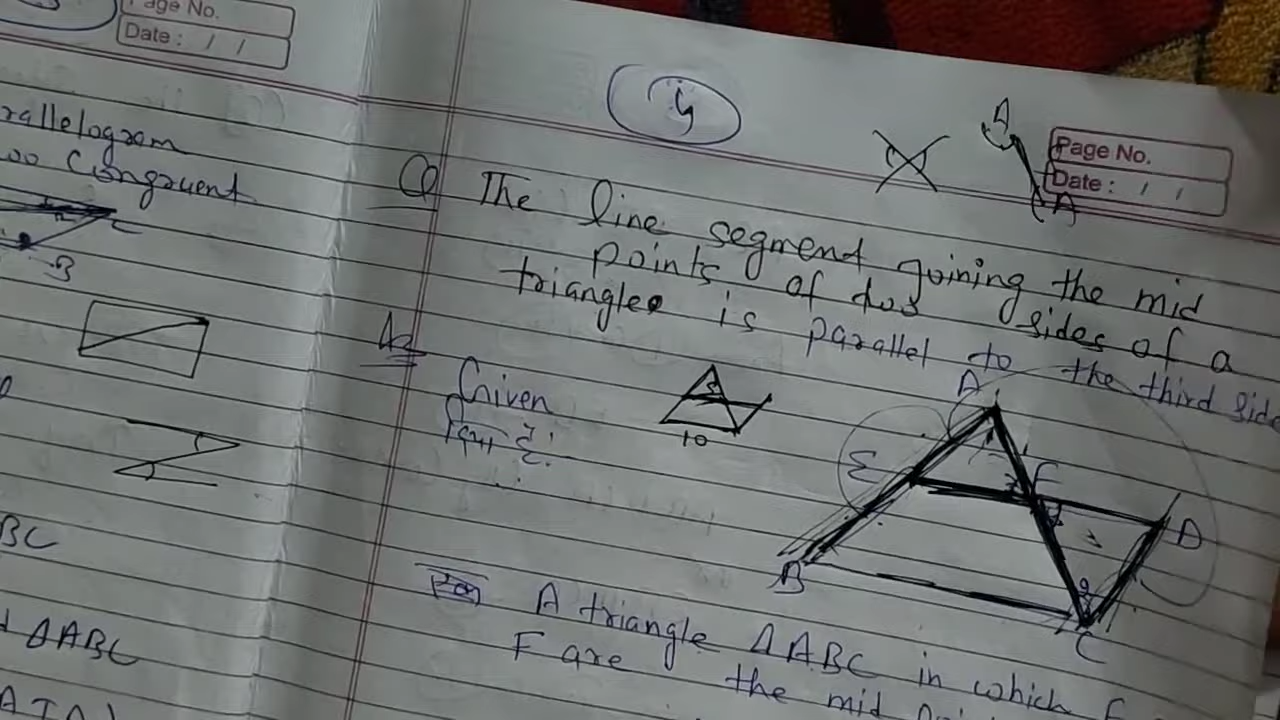 Page No.
Date : / /
rallelogram
Congruent
C
B
BC
ΔABC
Page No.
Date : / /
A
A
Q The line segment joining the mid
points of two sides of a
triangle is parallel to the third side
Given
10
A
E
F
D
B
C
A triangle ΔABC in which
F are the mid